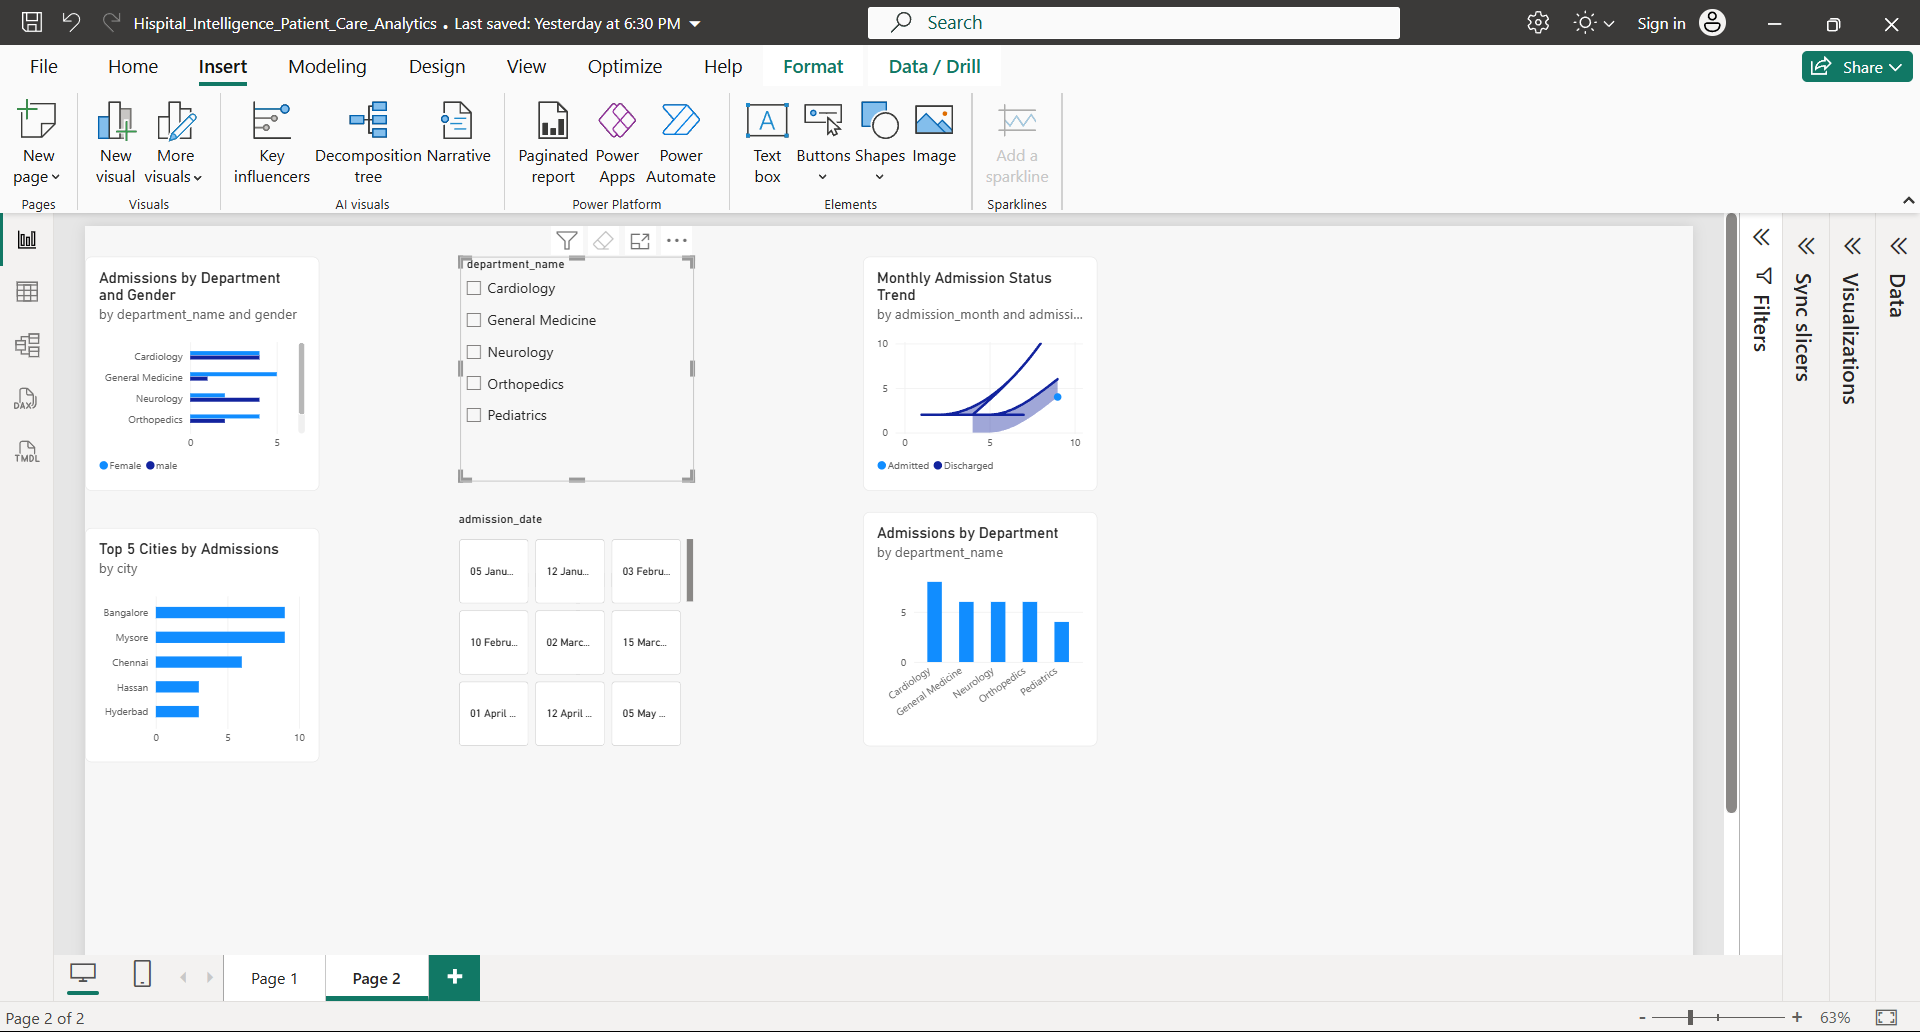 Hispital_Intelligence_Patient_Care_Analytics • Last saved: Yesterday at 6:30 PM
Search
Sign in
File Home Insert Modeling Design View Optimize Help Format Data / Drill
Share
New page
New visual
More visuals
Key influencers
Decomposition tree
Narrative
Paginated report
Power Apps
Power Automate
Text box
Buttons
Shapes
Image
Add a sparkline
Pages
Visuals
AI visuals
Power Platform
Elements
Sparklines
DAX
TMDL
Admissions by Department
and Gender
by department_name and gender
Cardiology
General Medicine
Neurology
Orthopedics
0 5
Female male
department_name
Cardiology
General Medicine
Neurology
Orthopedics
Pediatrics
Monthly Admission Status
Trend
by admission_month and admissi...
10
5
0
0 5 10
Admitted Discharged
Top 5 Cities by Admissions
by city
Bangalore
Mysore
Chennai
Hassan
Hyderbad
0 5 10
admission_date
05 Janu... 12 Janu... 03 Febru...
10 Febru... 02 Marc... 15 Marc...
01 April ... 12 April ... 05 May ...
Admissions by Department
by department_name
5
0
Cardiology
General Medicine
Neurology
Orthopedics
Pediatrics
Filters
Sync slicers
Visualizations
Data
Page 1
Page 2
+
Page 2 of 2
- + 63%